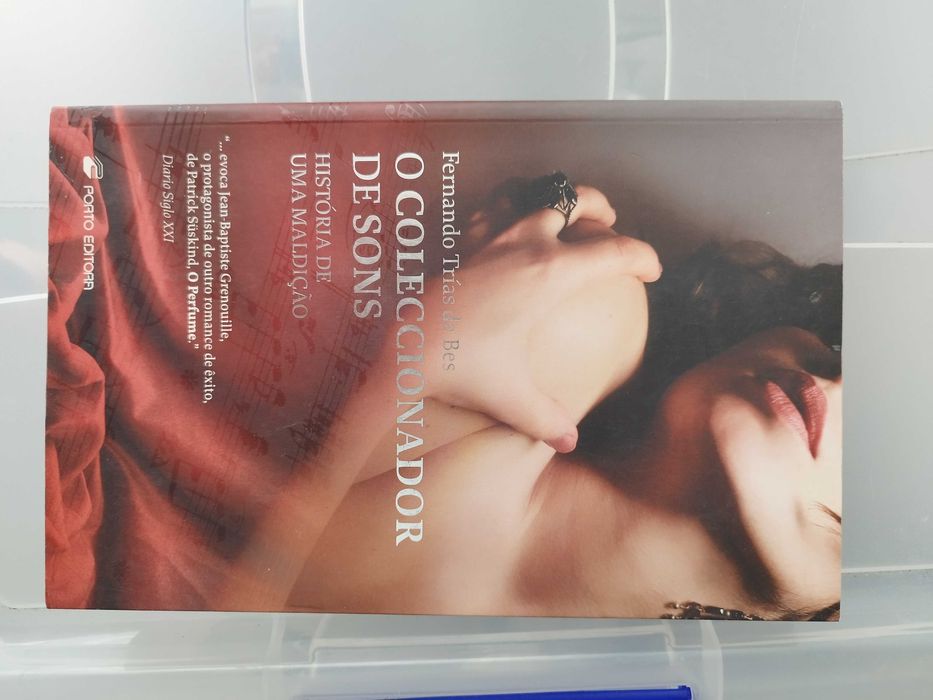 Fernando Trías de Bes
O COLECCIONADOR
DE SONS
HISTÓRIA DE
UMA MALDIÇÃO
"... evoca Jean-Baptiste Grenouille,
o protagonista de outro romance de êxito,
de Patrick Süskind, O Perfume."
Diario Siglo XXI
PORTO EDITORA